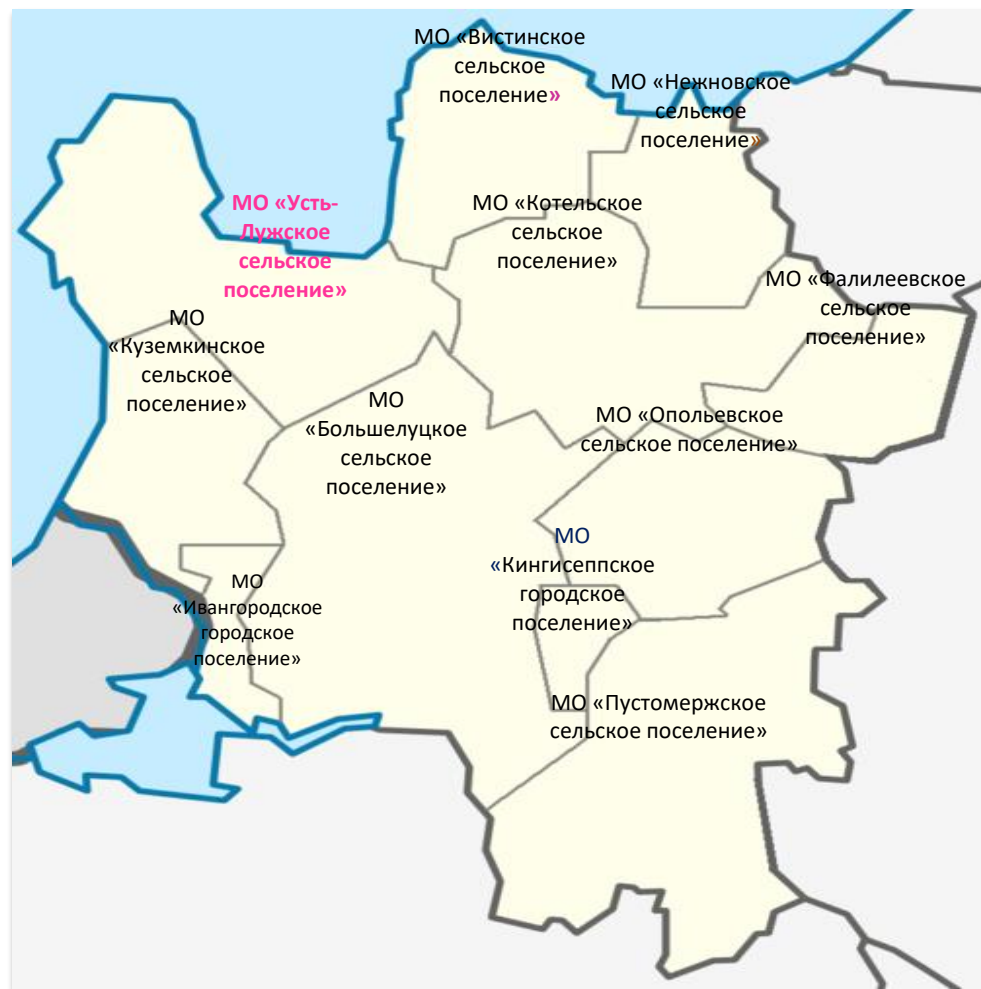 МО «Вистинское
сельское
поселение»
МО «Нежновское
сельское
поселение»
МО «Усть-
Лужское
сельское
поселение»
МО «Котельское
сельское
поселение»
МО «Фалилеевское
сельское
поселение»
МО
«Куземкинское
сельское
поселение»
МО
«Большелуцкое
сельское
поселение»
МО «Опольевское
сельское поселение»
МО
«Кингисеппское
городское
поселение»
МО
«Ивангородское
городское
поселение»
МО «Пустомержское
сельское поселение»